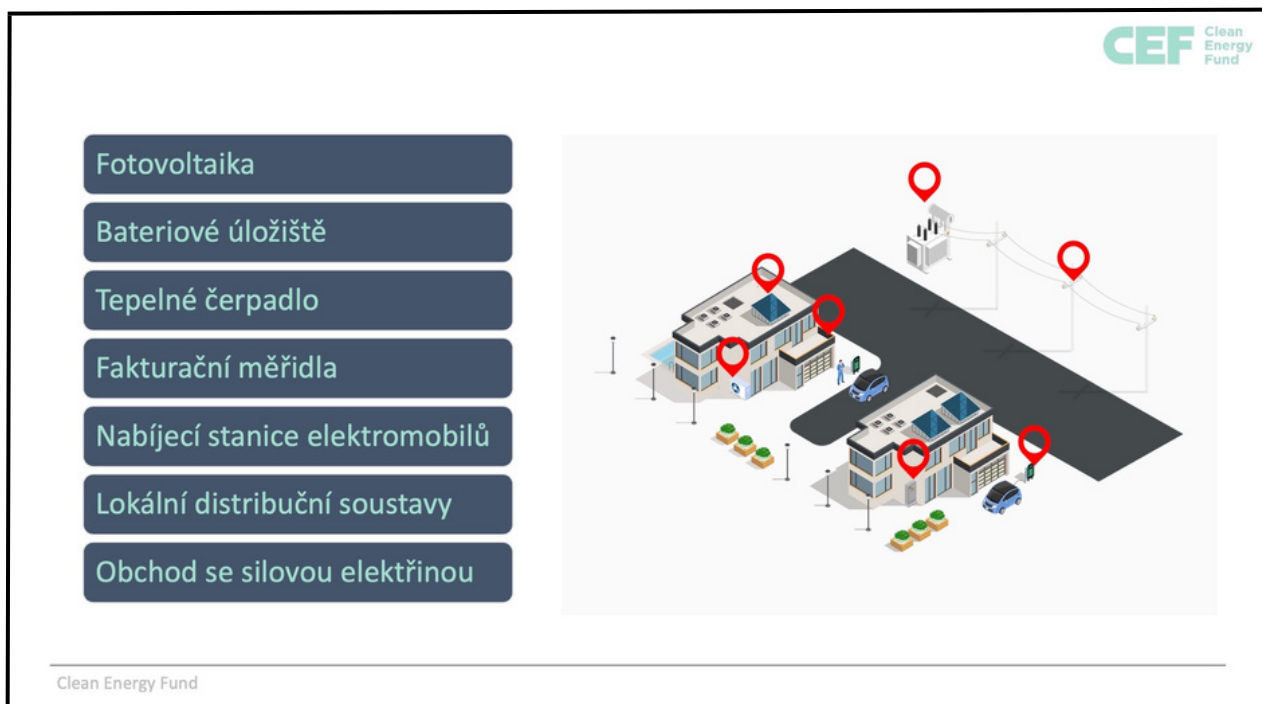 CEF
Clean
Energy
Fund
Fotovoltaika
Bateriové úložiště
Tepelné čerpadlo
Fakturační měřidla
Nabíjecí stanice elektromobilů
Lokální distribuční soustavy
Obchod se silovou elektřinou
Clean Energy Fund